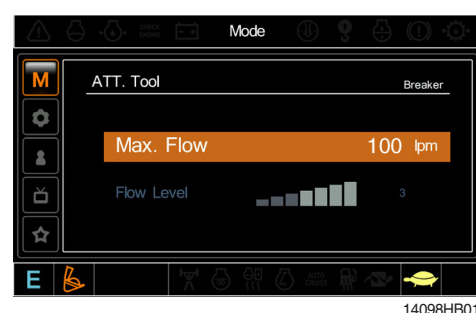 CHECK
ENGINE
Mode
M
ATT. Tool
Breaker
Max. Flow
100 lpm
Flow Level
3
E
AUTO
CRUISE
14098HB01